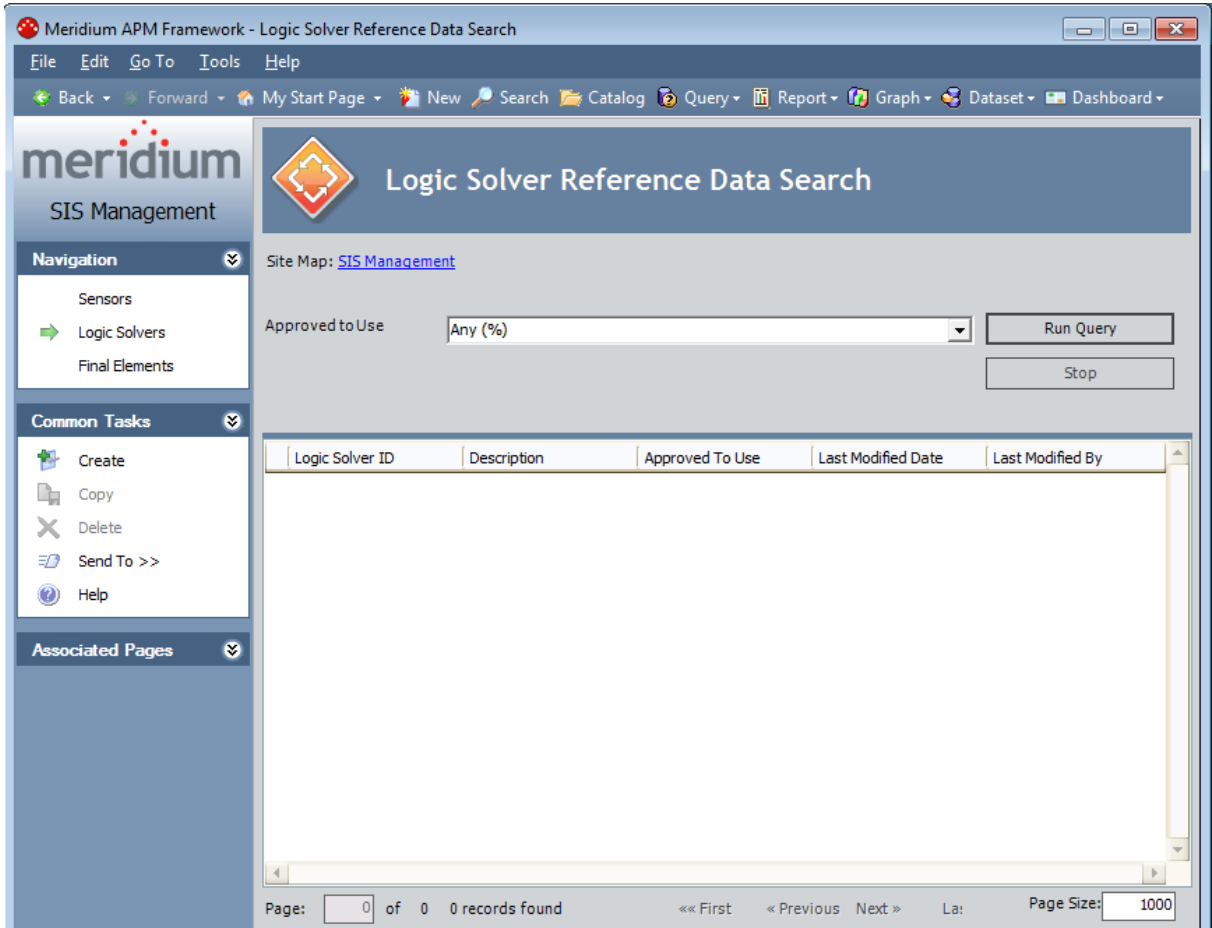 Meridium APM Framework - Logic Solver Reference Data Search
File Edit Go To Tools Help
Back Forward My Start Page New Search Catalog Query Report Graph Dataset Dashboard
meridium
SIS Management
Logic Solver Reference Data Search
Navigation
Sensors
Logic Solvers
Final Elements
Site Map: SIS Management
Approved to Use Any (%) Run Query
Stop
Common Tasks
Create
Copy
Delete
Send To >>
Help
Associated Pages
Logic Solver ID Description Approved To Use Last Modified Date Last Modified By
Page: 0 of 0 0 records found «« First « Previous Next » Page Size: 1000